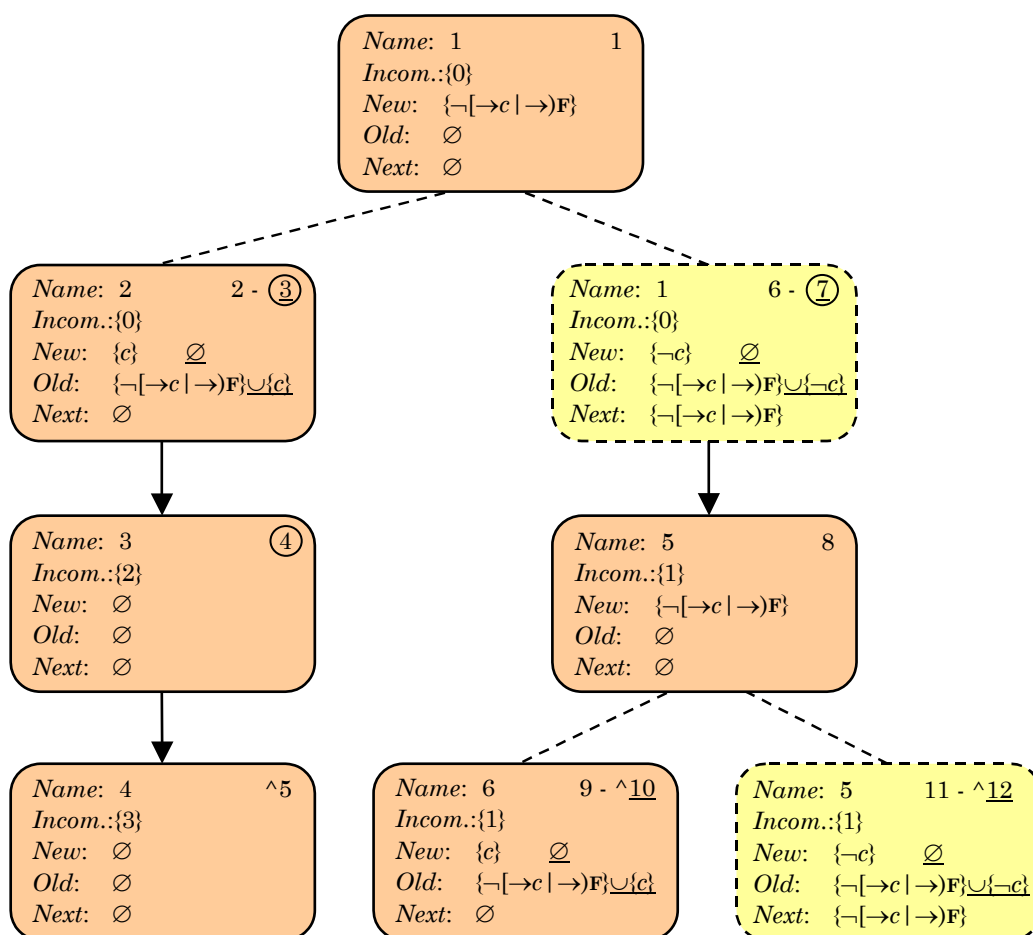 Name: 1 1
Incom.:{0}
New: {¬[→c | →)F}
Old: ∅
Next: ∅
Name: 2 2 - 3
Incom.:{0}
New: {c} ∅
Old: {¬[→c | →)F}∪{c}
Next: ∅
Name: 1 6 - 7
Incom.:{0}
New: {¬c} ∅
Old: {¬[→c | →)F}∪{¬c}
Next: {¬[→c | →)F}
Name: 3 4
Incom.:{2}
New: ∅
Old: ∅
Next: ∅
Name: 5 8
Incom.:{1}
New: {¬[→c | →)F}
Old: ∅
Next: ∅
Name: 4 ^5
Incom.:{3}
New: ∅
Old: ∅
Next: ∅
Name: 6 9 - ^10
Incom.:{1}
New: {c} ∅
Old: {¬[→c | →)F}∪{c}
Next: ∅
Name: 5 11 - ^12
Incom.:{1}
New: {¬c} ∅
Old: {¬[→c | →)F}∪{¬c}
Next: {¬[→c | →)F}